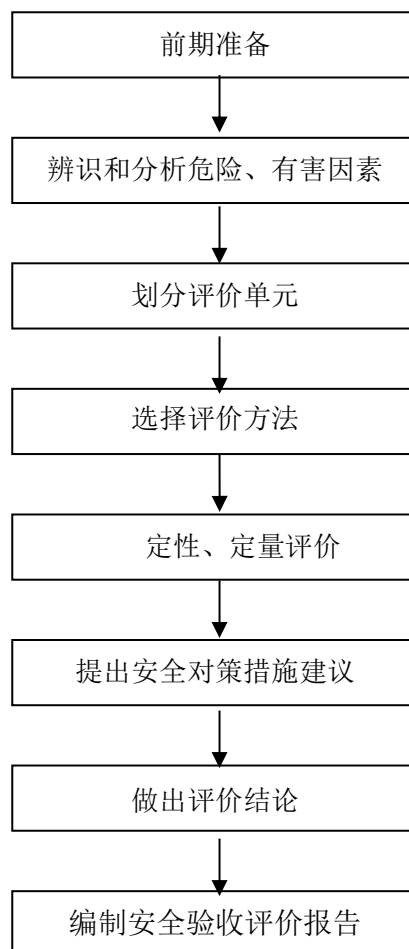 前期准备
辨识和分析危险、有害因素
划分评价单元
选择评价方法
定性、定量评价
提出安全对策措施建议
做出评价结论
编制安全验收评价报告